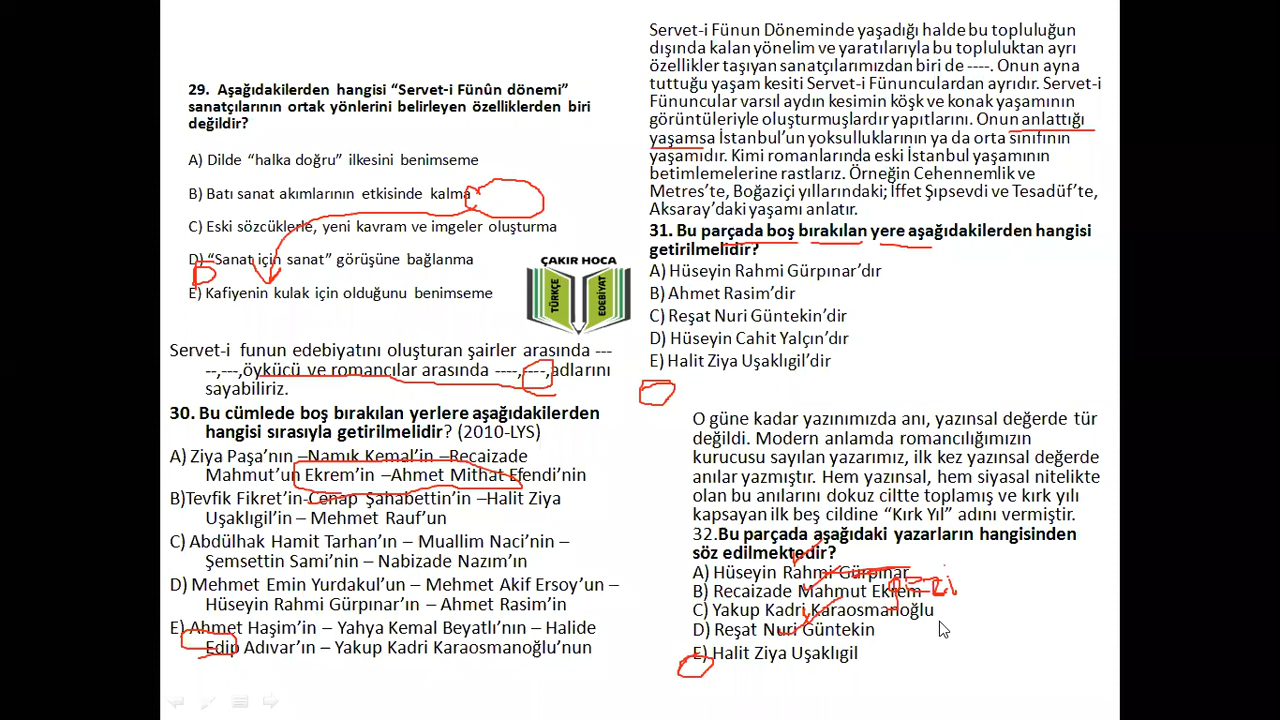 29. Aşağıdakilerden hangisi “Servet-i Fünûn dönemi”
sanatçılarının ortak yönlerini belirleyen özelliklerden biri
değildir?
A) Dilde “halka doğru” ilkesini benimseme
B) Batı sanat akımlarının etkisinde kalma
C) Eski sözcüklerle, yeni kavram ve imgeler oluşturma
D) “Sanat için sanat” görüşüne bağlanma
E) Kafiyenin kulak için olduğunu benimseme
ÇAKIR HOCA
TÜRKÇE
EDEBİYAT
Servet-i funun edebiyatını oluşturan şairler arasında ---
--,---,öykücü ve romancılar arasında ----,----,adlarını
sayabiliriz.
30. Bu cümlede boş bırakılan yerlere aşağıdakilerden
hangisi sırasıyla getirilmelidir? (2010-LYS)
A) Ziya Paşa’nın –Namık Kemal’in –Recaizade
Mahmut’un Ekrem’in –Ahmet Mithat Efendi’nin
B)Tevfik Fikret’in-Cenap Şahabettin’in –Halit Ziya
Uşaklıgil’in – Mehmet Rauf’un
C) Abdülhak Hamit Tarhan’ın – Muallim Naci’nin –
Şemsettin Sami’nin – Nabizade Nazım’ın
D) Mehmet Emin Yurdakul’un – Mehmet Akif Ersoy’un –
Hüseyin Rahmi Gürpınar’ın – Ahmet Rasim’in
E) Ahmet Haşim’in – Yahya Kemal Beyatlı’nın – Halide
Edip Adıvar’ın – Yakup Kadri Karaosmanoğlu’nun
Servet-i Fünun Döneminde yaşadığı halde bu topluluğun
dışında kalan yönelim ve yaratılarıyla bu topluluktan ayrı
özellikler taşıyan sanatçılarımızdan biri de ----. Onun ayna
tuttuğu yaşam kesiti Servet-i Fünunculardan ayrıdır. Servet-i
Fünuncular varsıl aydın kesimin köşk ve konak yaşamının
görüntüleriyle oluşturmuşlardır yapıtlarını. Onun anlattığı
yaşamsa İstanbul’un yoksulluklarının ya da orta sınıfının
yaşamıdır. Kimi romanlarında eski İstanbul yaşamının
betimlemelerine rastlarız. Örneğin Cehennemlik ve
Metres’te, Boğaziçi yıllarındaki; İffet Şıpsevdi ve Tesadüf’te,
Aksaray’daki yaşamı anlatır.
31. Bu parçada boş bırakılan yere aşağıdakilerden hangisi
getirilmelidir?
A) Hüseyin Rahmi Gürpınar’dır
B) Ahmet Rasim’dir
C) Reşat Nuri Güntekin’dir
D) Hüseyin Cahit Yalçın’dır
E) Halit Ziya Uşaklıgil’dir
O güne kadar yazınımızda anı, yazınsal değerde tür
değildi. Modern anlamda romancılığımızın
kurucusu sayılan yazarımız, ilk kez yazınsal değerde
anılar yazmıştır. Hem yazınsal, hem siyasal nitelikte
olan bu anılarını dokuz ciltte toplamış ve kırk yılı
kapsayan ilk beş cildine “Kırk Yıl” adını vermiştir.
32.Bu parçada aşağıdaki yazarların hangisinden
söz edilmektedir?
A) Hüseyin Rahmi Gürpınar
B) Recaizade Mahmut Ekrem
C) Yakup Kadri Karaosmanoğlu
D) Reşat Nuri Güntekin
E) Halit Ziya Uşaklıgil